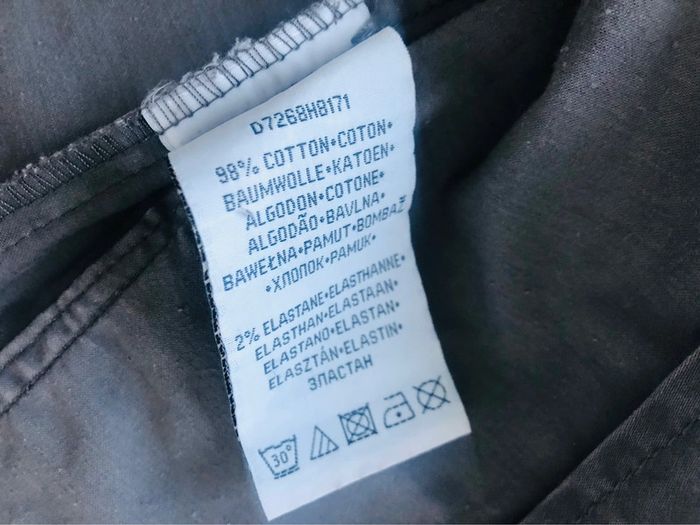 D7268H8171
98% COTTON•COTON•
BAUMWOLLE•KATOEN•
ALGODON•COTONE•
ALGODÃO•BAVLNA•
BAWEŁNA•PAMUT•BOMBAŽ
•ХЛОПОК•PAMUK•
2% ELASTANE•ELASTHANNE•
ELASTHAN•ELASTAAN•
ELASTANO•ELASTAN•
ELASZTÁN•ELASTIN•
ЭЛАСТАН
30°